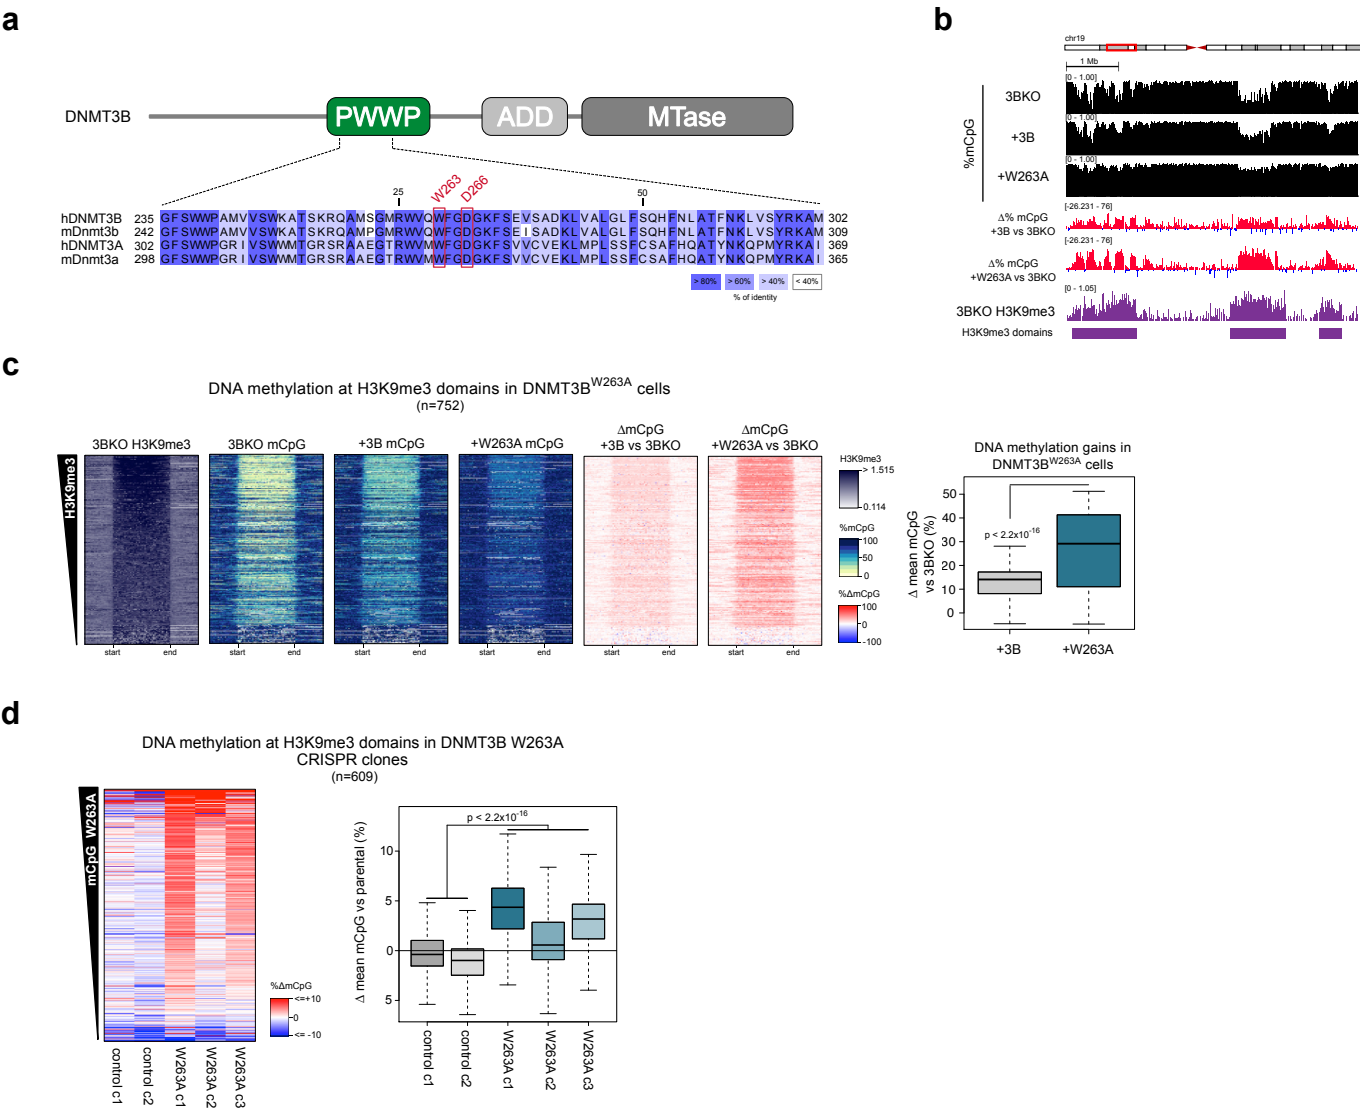 a
DNMT3B
PWWP
ADD
MTase
25
W263
D266
50
hDNMT3B 235 GFSWWPAMVVSWKATSKRQAMSGMRWVQWFGDGKFSEVSADKLVALGLFSQHFNLATFNKLVSYRKAM 302
mDnmt3b 242 GFSWWPAMVVSWKATSKRQAMPGMRWVQWFGDGKFSEISADKLVALGLFSQHFNLATFNKLVSYRKAM 309
hDNMT3A 302 GFSWWPGRIVSWWMTGRSRAAEGTRWVMWFGDGKFSVVCVEKLMPLSSFCSAFHQATYNKQPMYRKAI 369
mDnmt3a 298 GFSWWPGRIVSWWMTGRSRAAEGTRWVMWFGDGKFSVVCVEKLMPLSSFCSAFHQATYNKQPMYRKAI 365
> 80% > 60% > 40% < 40%
% of identity
b
chr19
1 Mb
%mCpG
[0 - 1.00]
3BKO
[0 - 1.00]
+3B
[0 - 1.00]
+W263A
[-26.231 - 76]
Δ% mCpG
+3B vs 3BKO
[-26.231 - 76]
Δ% mCpG
+W263A vs 3BKO
[0 - 1.05]
3BKO H3K9me3
H3K9me3 domains
c
DNA methylation at H3K9me3 domains in DNMT3B^W263A cells
(n=752)
H3K9me3
3BKO H3K9me3
3BKO mCpG
+3B mCpG
+W263A mCpG
ΔmCpG
+3B vs 3BKO
ΔmCpG
+W263A vs 3BKO
start end
start end
start end
start end
start end
start end
H3K9me3
> 1.515
0.114
%mCpG
100
50
0
%ΔmCpG
100
0
-100
DNA methylation gains in
DNMT3B^W263A cells
Δ mean mCpG
vs 3BKO (%)
50
40
30
20
10
0
p < 2.2x10^-16
+3B
+W263A
d
DNA methylation at H3K9me3 domains in DNMT3B W263A
CRISPR clones
(n=609)
mCpG W263A
control c1
control c2
W263A c1
W263A c2
W263A c3
%ΔmCpG
<=+10
0
<= -10
Δ mean mCpG vs parental (%)
10
5
0
5
p < 2.2x10^-16
control c1
control c2
W263A c1
W263A c2
W263A c3